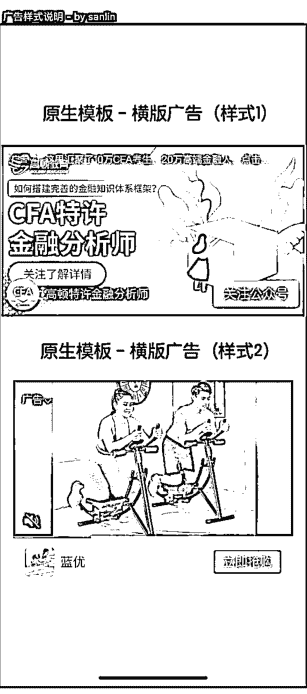 广告样式说明 - by sanlin
原生模板 - 横版广告（样式1）
10万CFA考生，20万高端金融人，点击...
如何搭建完善的金融知识体系框架?
CFA特许
金融分析师
关注了解详情
CFA
高顿特许金融分析师
关注公众号
原生模板 - 横版广告（样式2）
广告
蓝优
立即抢购